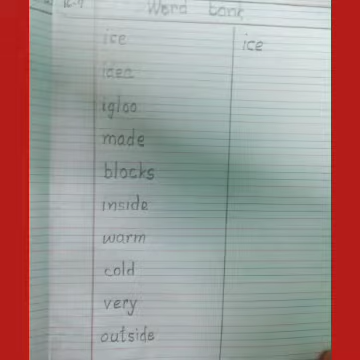 Word bank
ice ice
idea
igloo
made
blocks
inside
warm
cold
very
outside